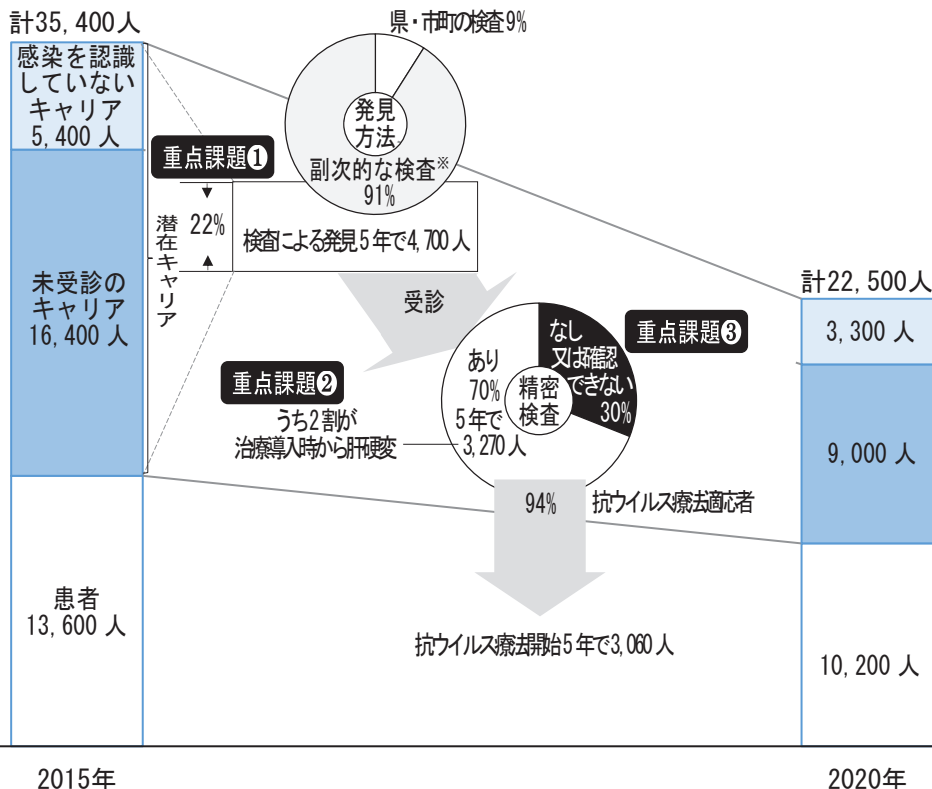 計35,400人
感染を認識
していない
キャリア
5,400 人
未受診の
キャリア
16,400 人
患者
13,600 人
2015年
潜在キャリア
重点課題❶
22%
県・市町の検査9%
発見
方法
副次的な検査※
91%
検査による発見5年で4,700人
受診
重点課題❷
うち2割が
治療導入時から肝硬変
あり
70%
5年で
3,270人
精密
検査
なし
又は確認
できない
30%
重点課題❸
94%
抗ウイルス療法適応者
抗ウイルス療法開始5年で3,060人
計22,500人
3,300 人
9,000 人
10,200 人
2020年